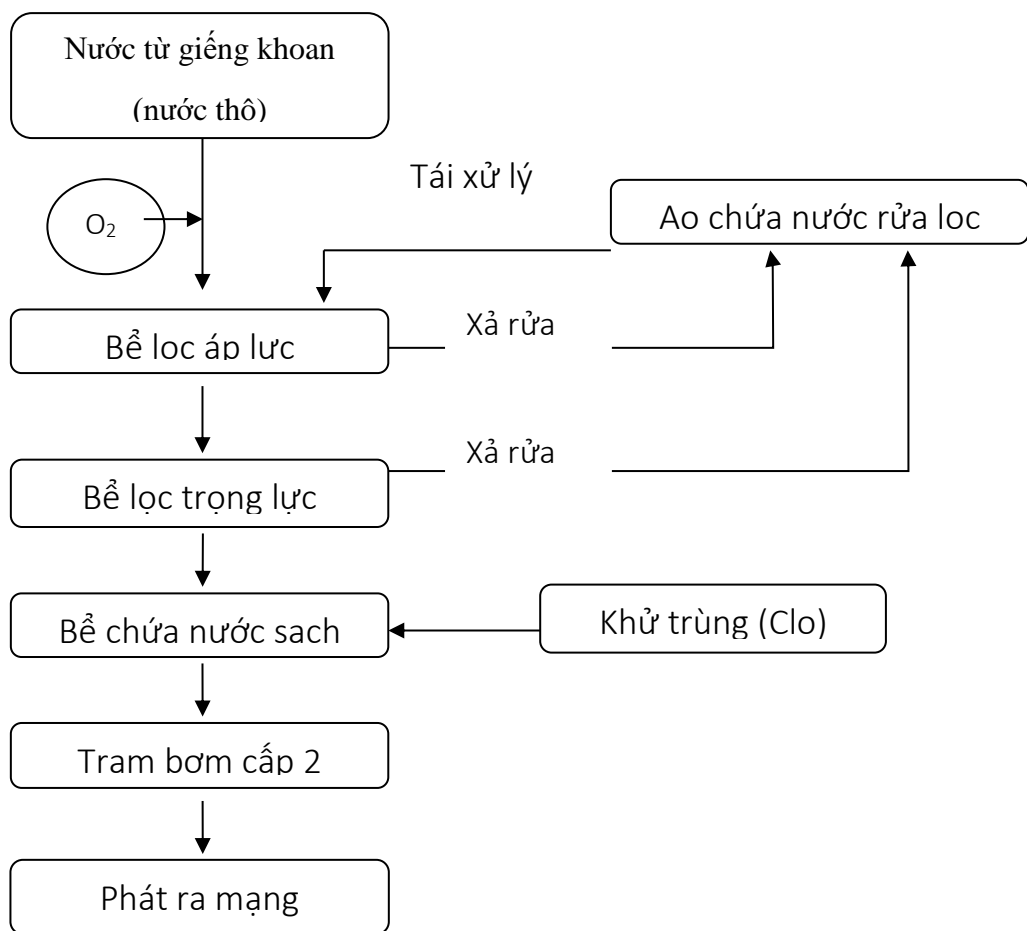 Nước từ giếng khoan
(nước thô)
Tái xử lý
O₂
Ao chứa nước rửa loc
Xả rửa
Bể loc áp lưc
Xả rửa
Bể lọc trọng lực
Bể chứa nước sach
Khử trùng (Clo)
Tram bơm cấp 2
Phát ra mạng